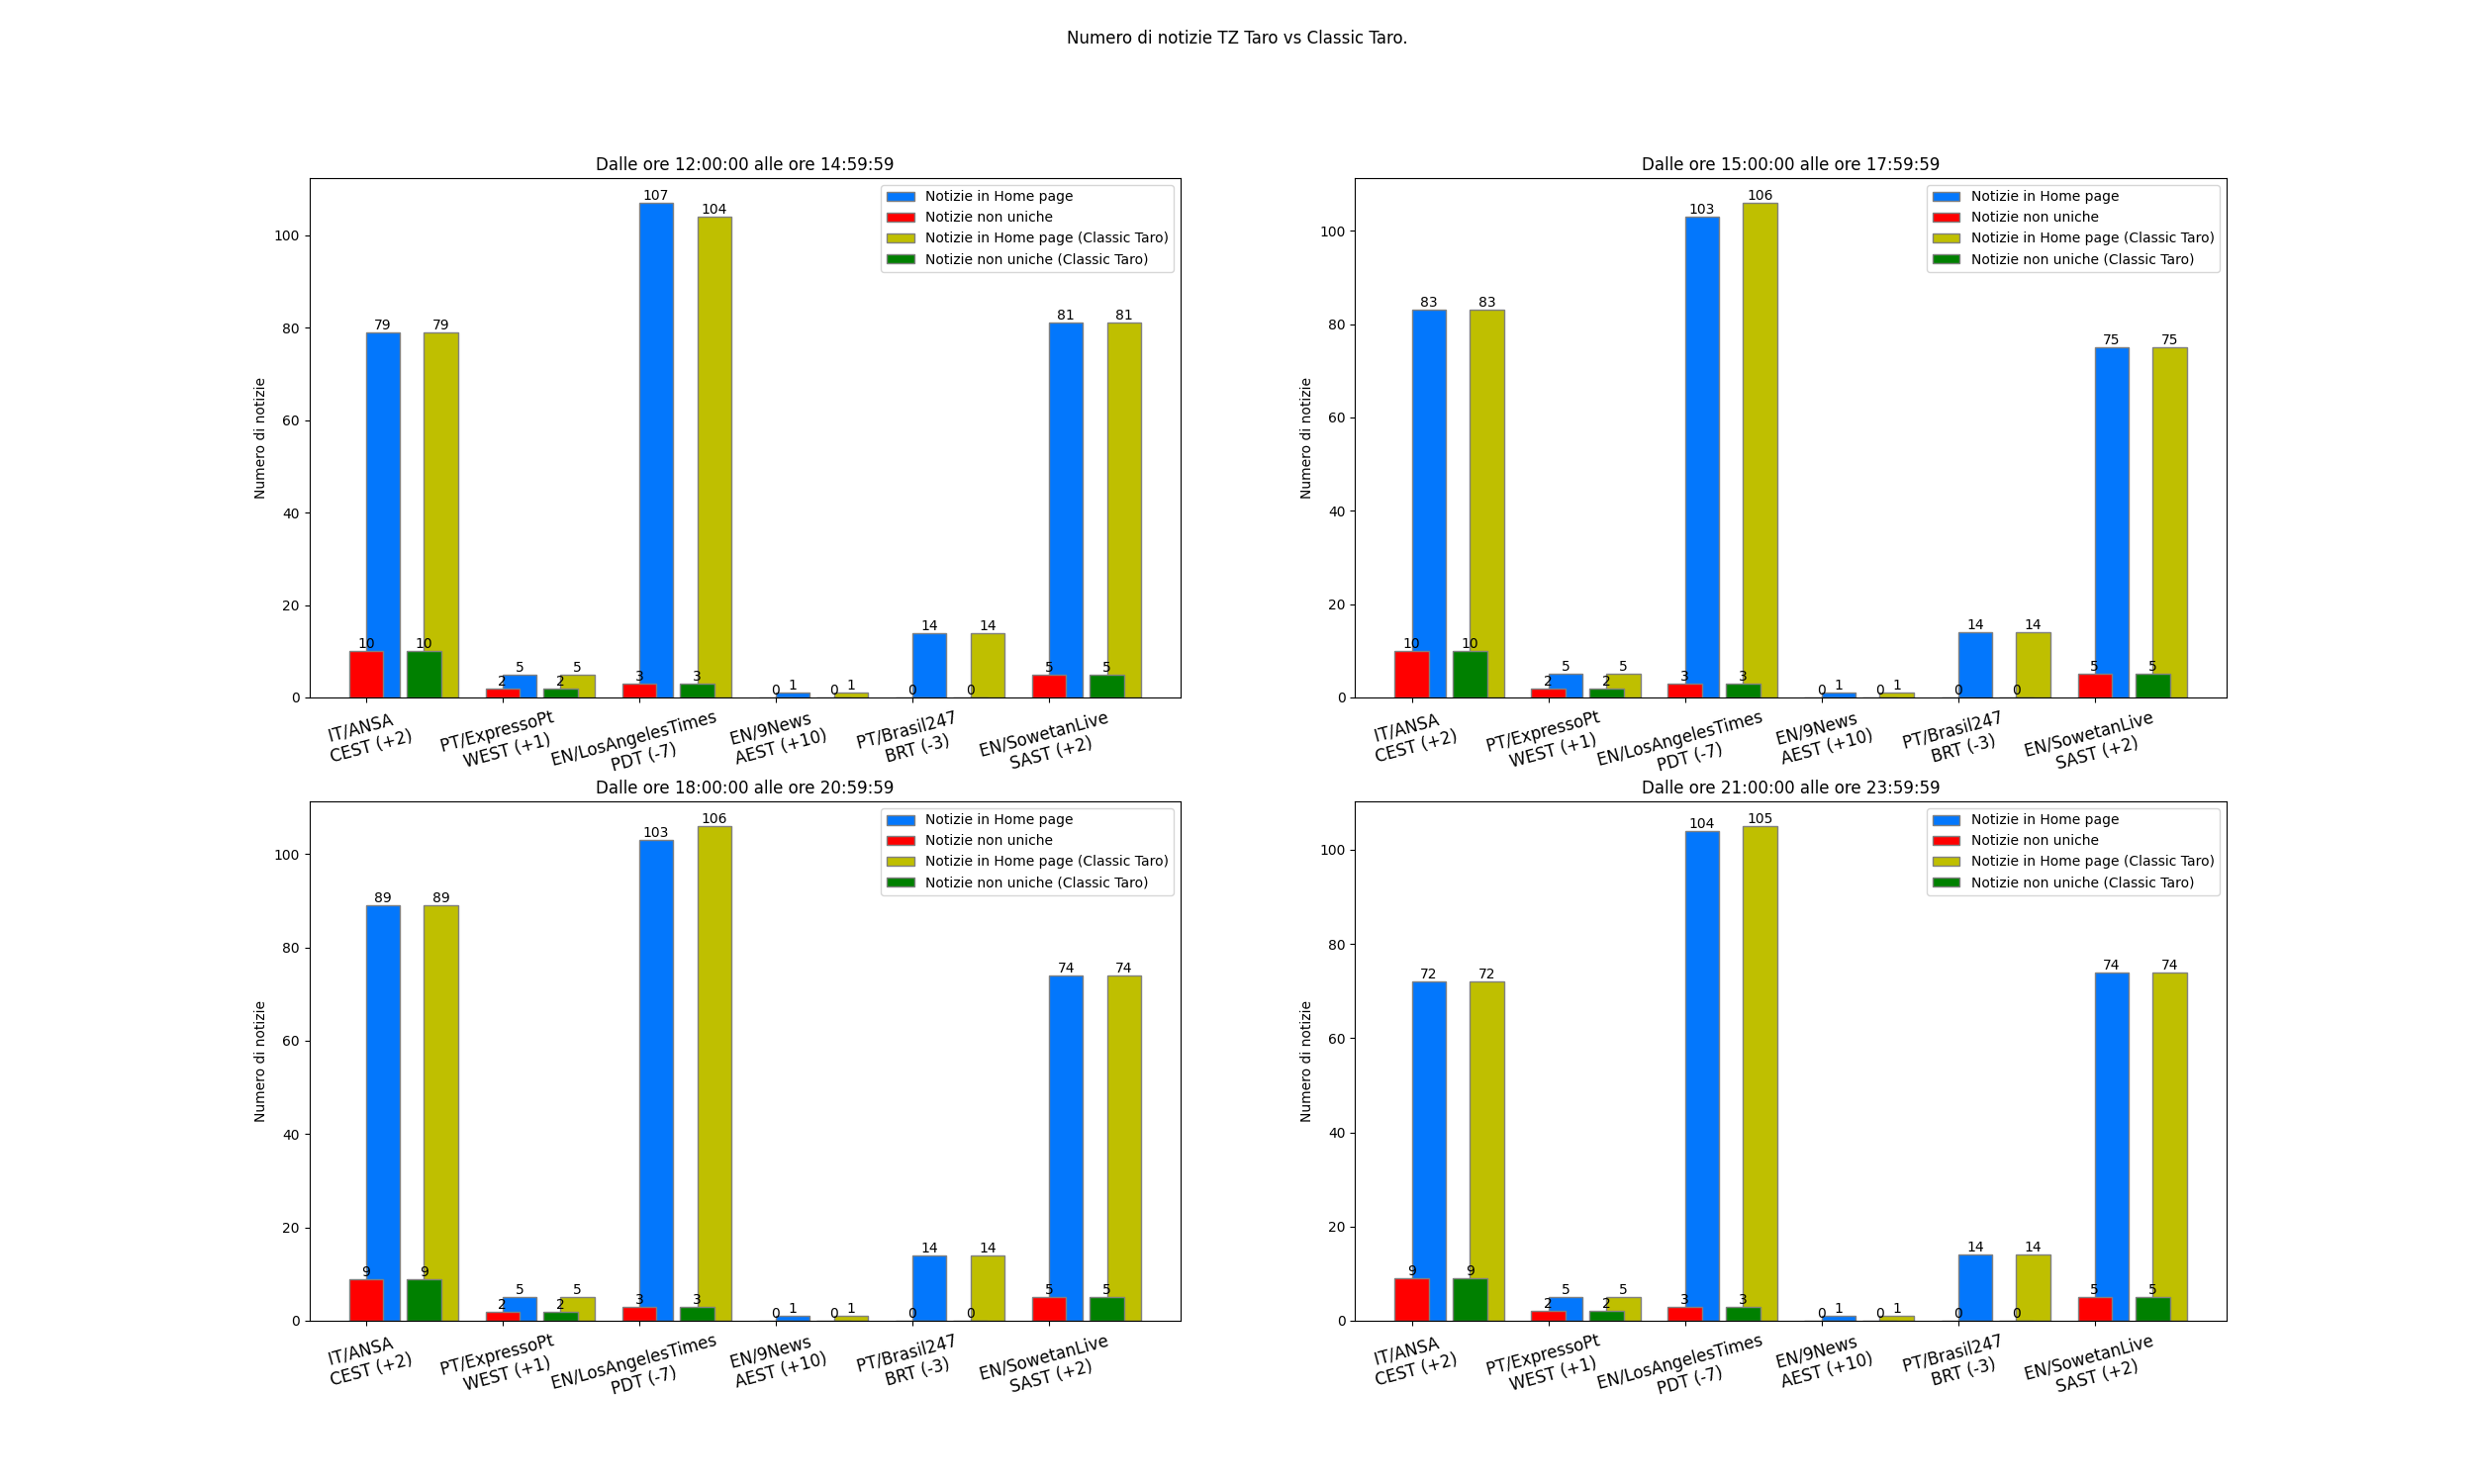 Numero di notizie TZ Taro vs Classic Taro.
Dalle ore 12:00:00 alle ore 14:59:59
Numero di notizie
100
80
60
40
20
0
Notizie in Home page
Notizie non uniche
Notizie in Home page (Classic Taro)
Notizie non uniche (Classic Taro)
79 79 107 104 81 81
10 10 2 5 2 5 3 3 0 1 0 1 0 14 0 14 5 5
IT/ANSA
CEST (+2)
PT/ExpressoPt
WEST (+1)
EN/LosAngelesTimes
PDT (-7)
EN/9News
AEST (+10)
PT/Brasil247
BRT (-3)
EN/SowetanLive
SAST (+2)
Dalle ore 15:00:00 alle ore 17:59:59
Numero di notizie
100
80
60
40
20
0
Notizie in Home page
Notizie non uniche
Notizie in Home page (Classic Taro)
Notizie non uniche (Classic Taro)
83 83 103 106 75 75
10 10 2 5 2 5 3 3 0 1 0 1 0 14 0 14 5 5
IT/ANSA
CEST (+2)
PT/ExpressoPt
WEST (+1)
EN/LosAngelesTimes
PDT (-7)
EN/9News
AEST (+10)
PT/Brasil247
BRT (-3)
EN/SowetanLive
SAST (+2)
Dalle ore 18:00:00 alle ore 20:59:59
Numero di notizie
100
80
60
40
20
0
Notizie in Home page
Notizie non uniche
Notizie in Home page (Classic Taro)
Notizie non uniche (Classic Taro)
89 89 103 106 74 74
9 9 2 5 2 5 3 3 0 1 0 1 0 14 0 14 5 5
IT/ANSA
CEST (+2)
PT/ExpressoPt
WEST (+1)
EN/LosAngelesTimes
PDT (-7)
EN/9News
AEST (+10)
PT/Brasil247
BRT (-3)
EN/SowetanLive
SAST (+2)
Dalle ore 21:00:00 alle ore 23:59:59
Numero di notizie
100
80
60
40
20
0
Notizie in Home page
Notizie non uniche
Notizie in Home page (Classic Taro)
Notizie non uniche (Classic Taro)
72 72 104 105 74 74
9 9 2 5 2 5 3 3 0 1 0 1 0 14 0 14 5 5
IT/ANSA
CEST (+2)
PT/ExpressoPt
WEST (+1)
EN/LosAngelesTimes
PDT (-7)
EN/9News
AEST (+10)
PT/Brasil247
BRT (-3)
EN/SowetanLive
SAST (+2)